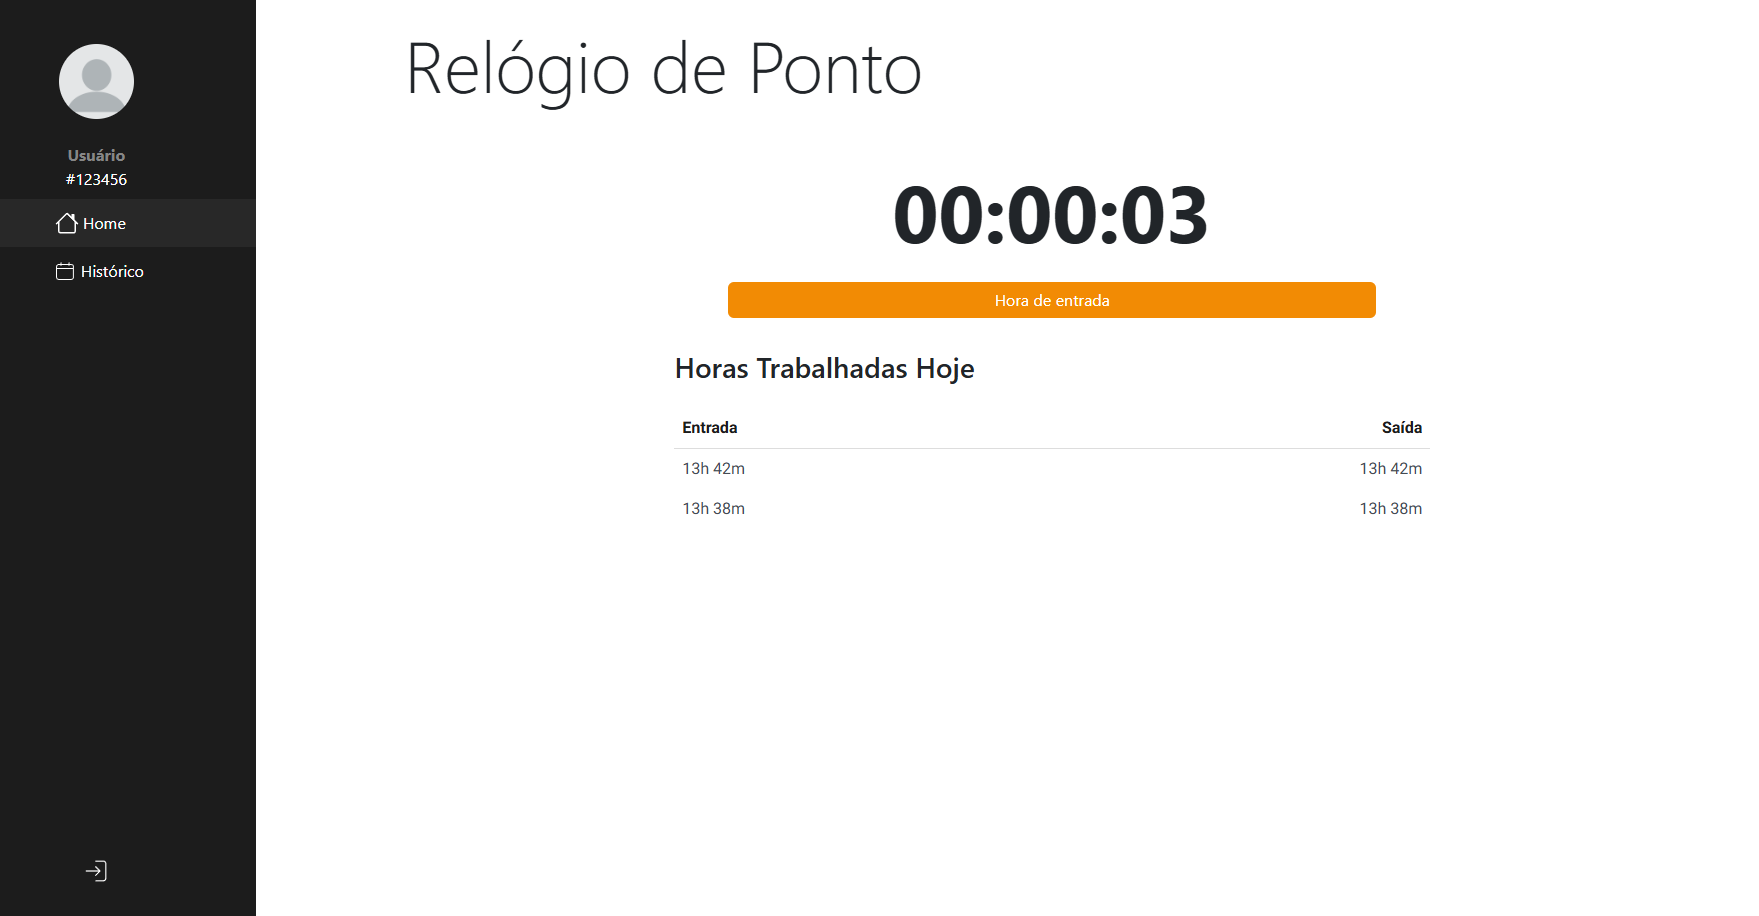 Usuário
#123456
Home
Histórico
Relógio de Ponto
00:00:03
Hora de entrada
Horas Trabalhadas Hoje
Entrada Saída
13h 42m 13h 42m
13h 38m 13h 38m